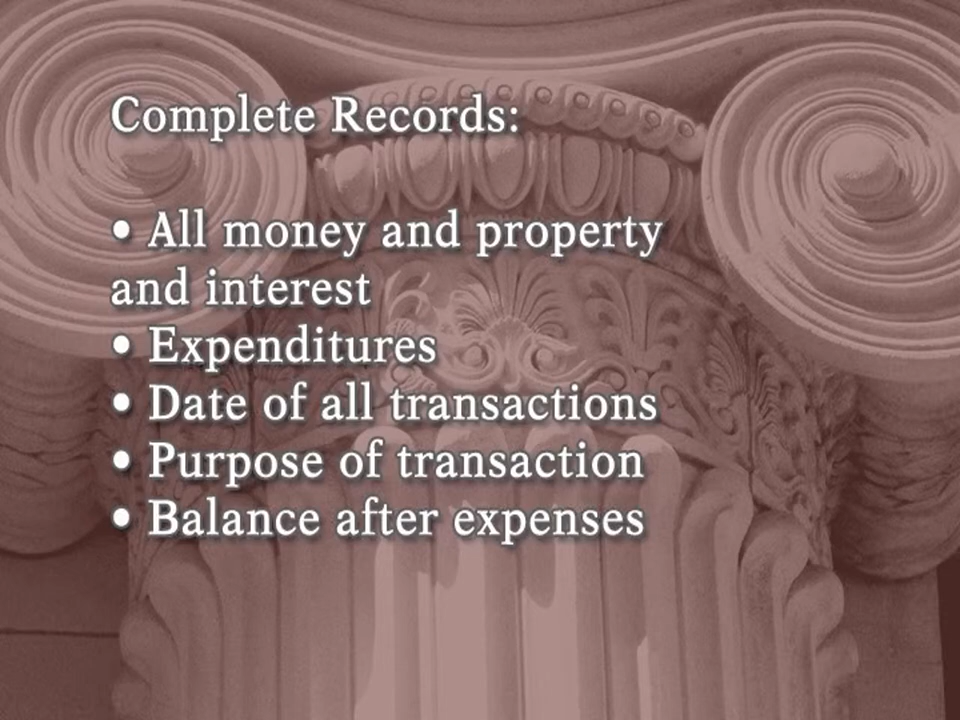 Complete Records:
• All money and property
and interest
• Expenditures
• Date of all transactions
• Purpose of transaction
• Balance after expenses